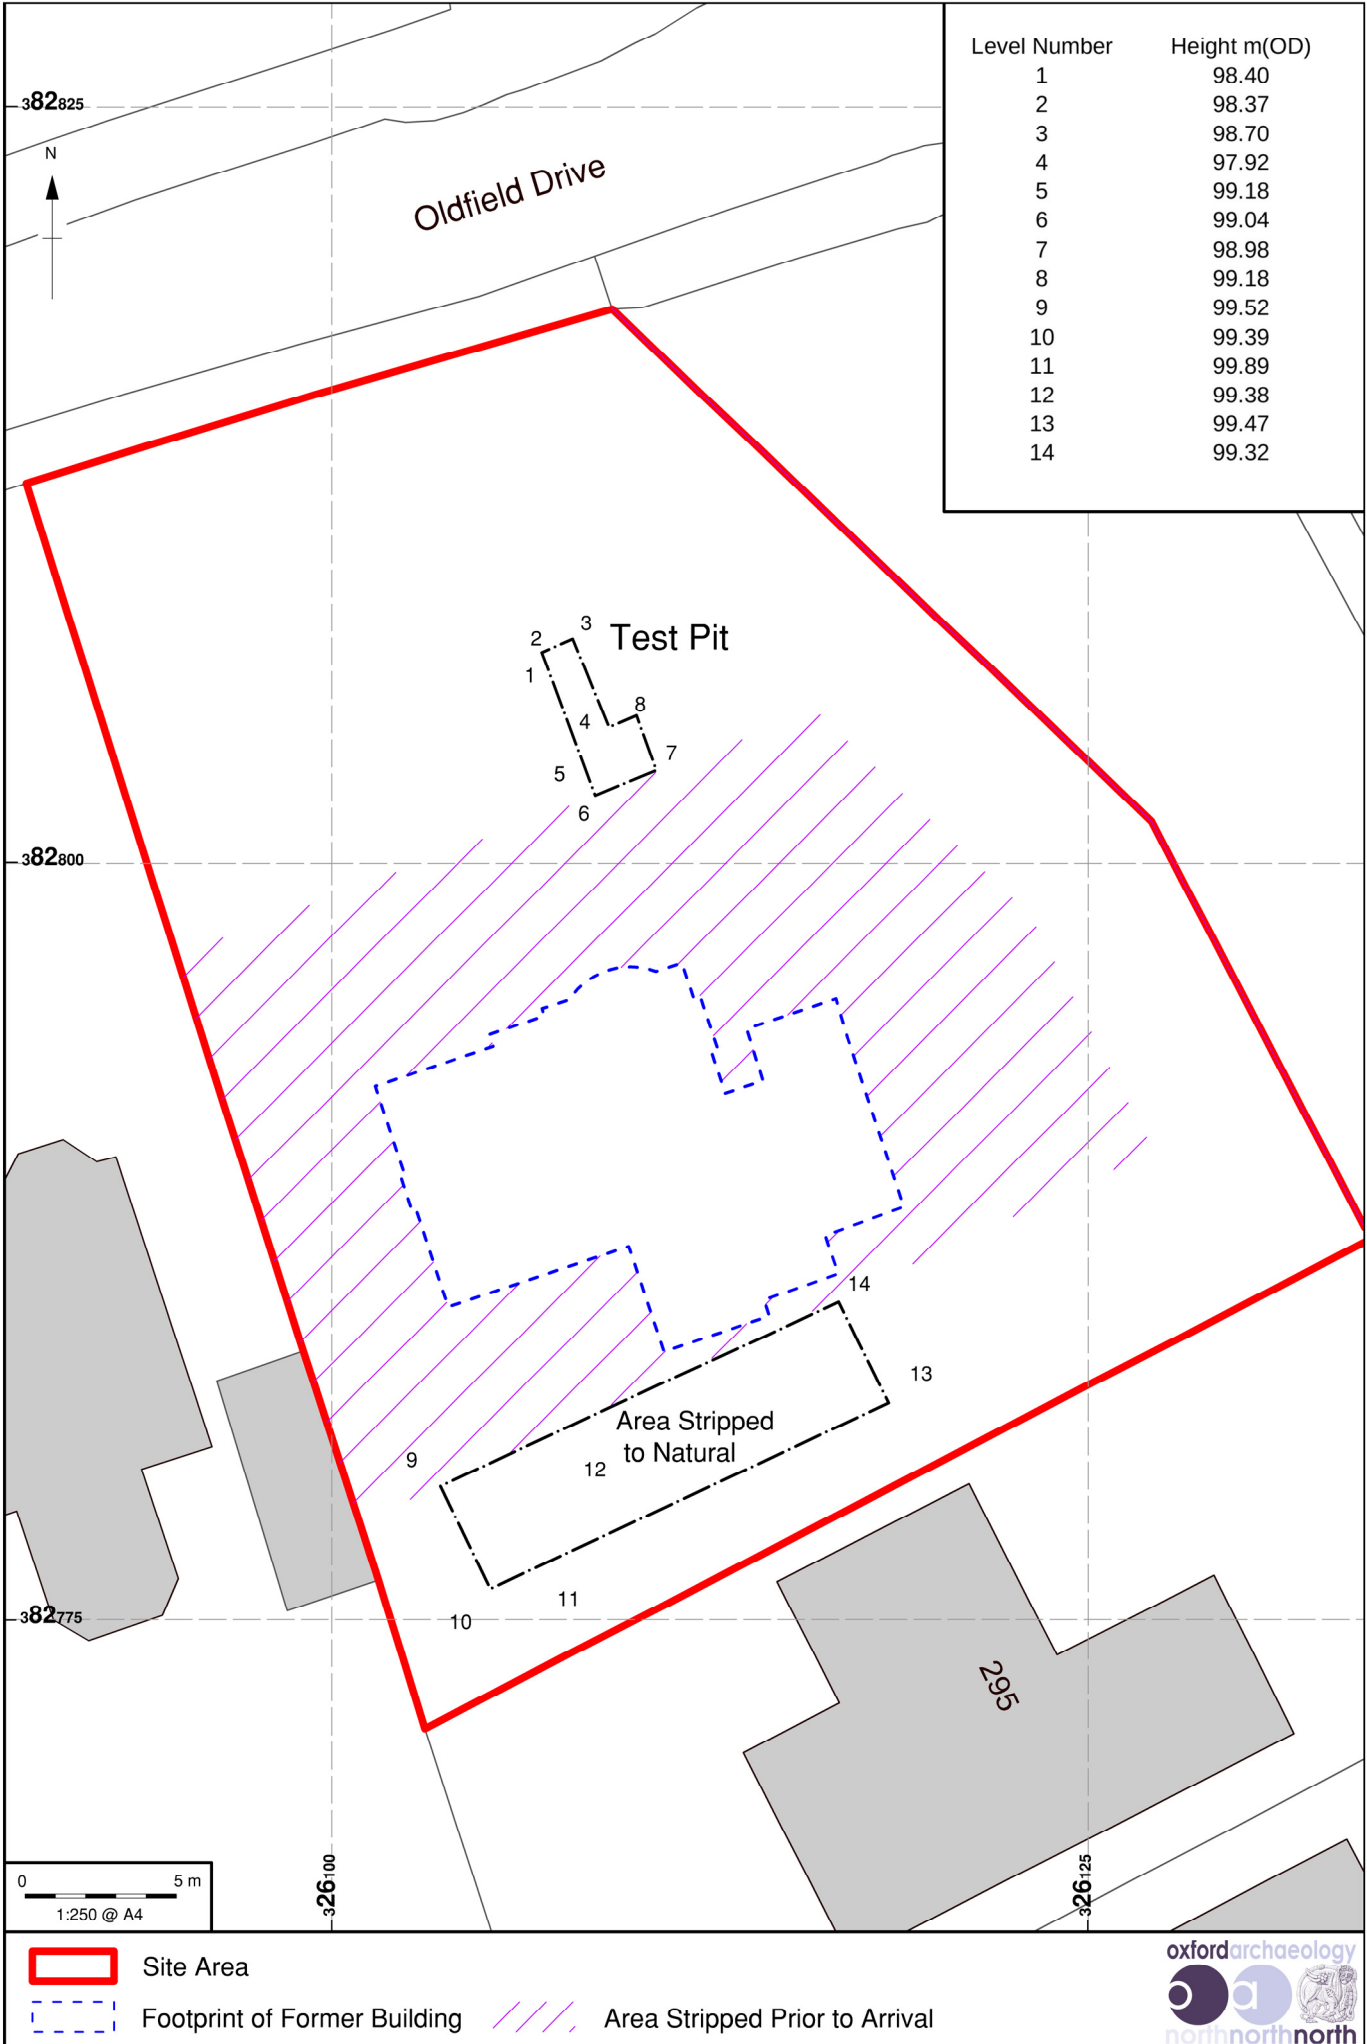 Level Number Height m(OD)
1 98.40
2 98.37
3 98.70
4 97.92
5 99.18
6 99.04
7 98.98
8 99.18
9 99.52
10 99.39
11 99.89
12 99.38
13 99.47
14 99.32
382825
N
Oldfield Drive
3
2
Test Pit
1
8
4
7
5
6
382800
14
13
Area Stripped
to Natural
9
12
11
10
382775
295
326100
326125
0 5 m
1:250 @ A4
Site Area
Footprint of Former Building
Area Stripped Prior to Arrival
oxfordarchaeology
oa
northnorthnorth